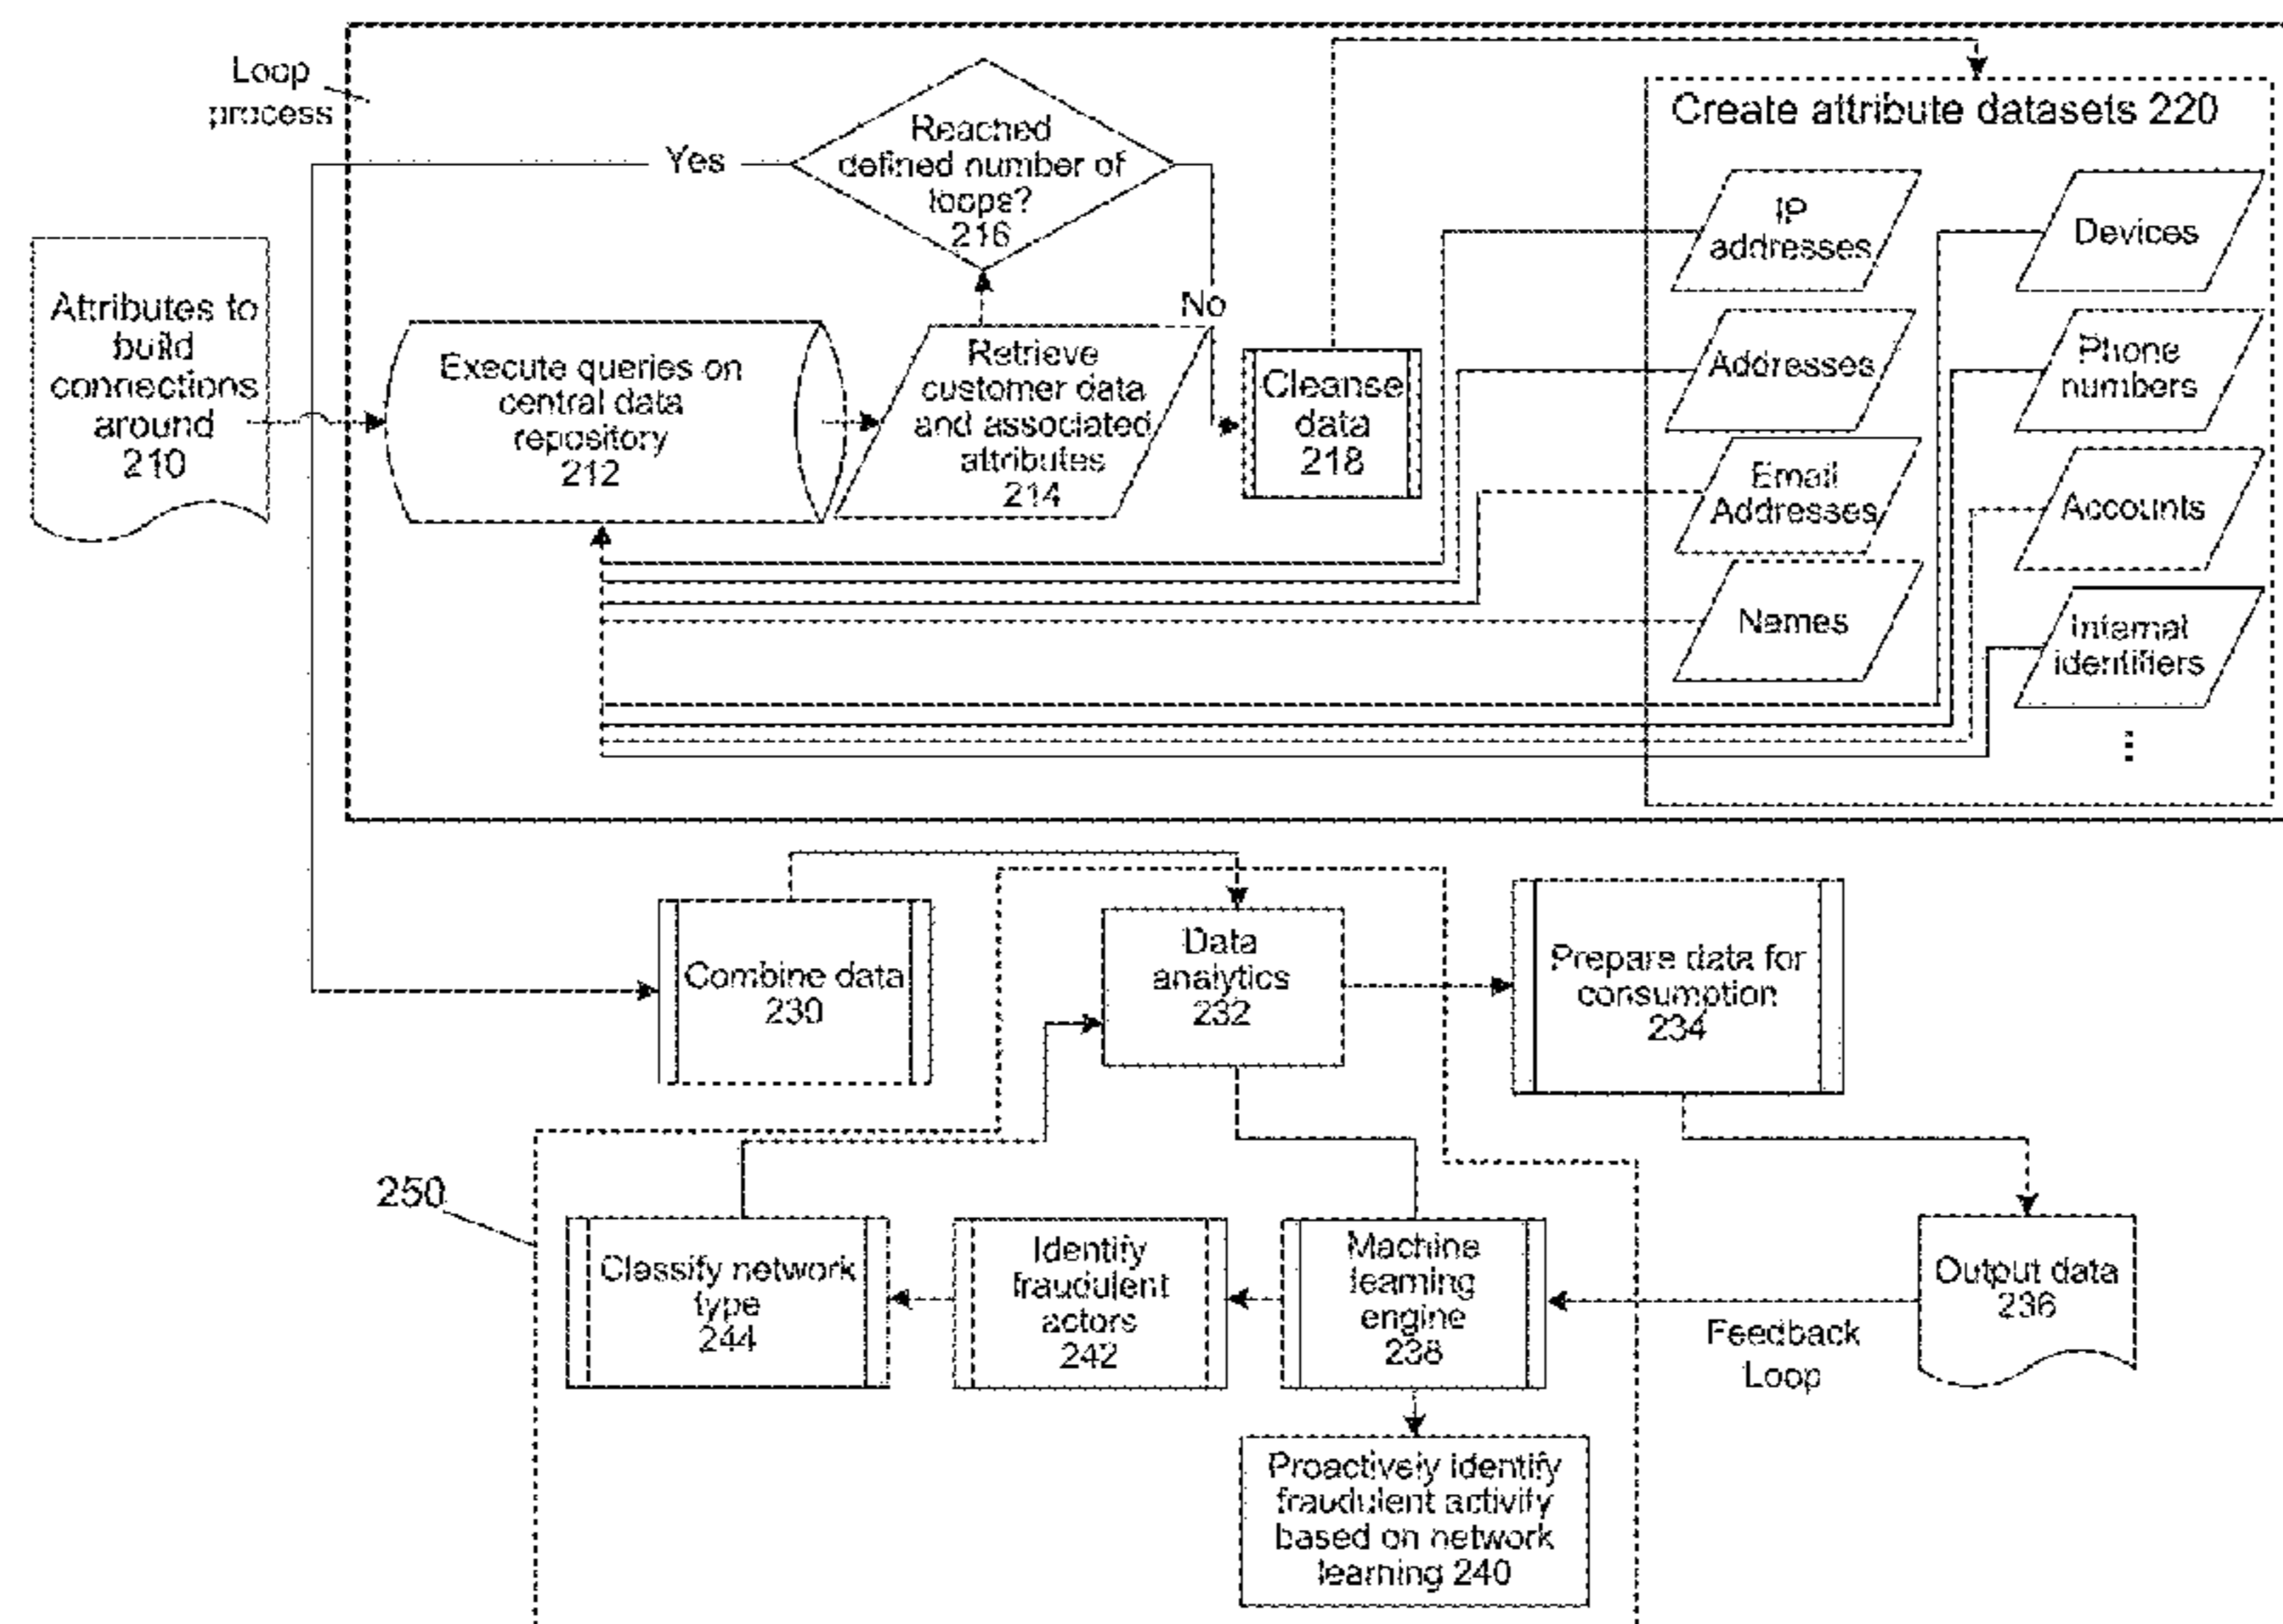 Loop
process
Reached
defined number of
loops?
216
Yes
No
Attributes to
build
connections
around
210
Execute queries on
central data
repository
212
Retrieve
customer data
and associated
attributes
214
Cleanse
data
218
Create attribute datasets 220
IP
addresses
Devices
Addresses
Phone
numbers
Email
Addresses
Accounts
Names
Internal
identifiers
Combine data
230
Data
analytics
232
Prepare data for
consumption
234
250
Classify network
type
244
Identify
fraudulent
actors
242
Machine
learning
engine
238
Feedback
Loop
Output data
236
Proactively identify
fraudulent activity
based on network
learning 240